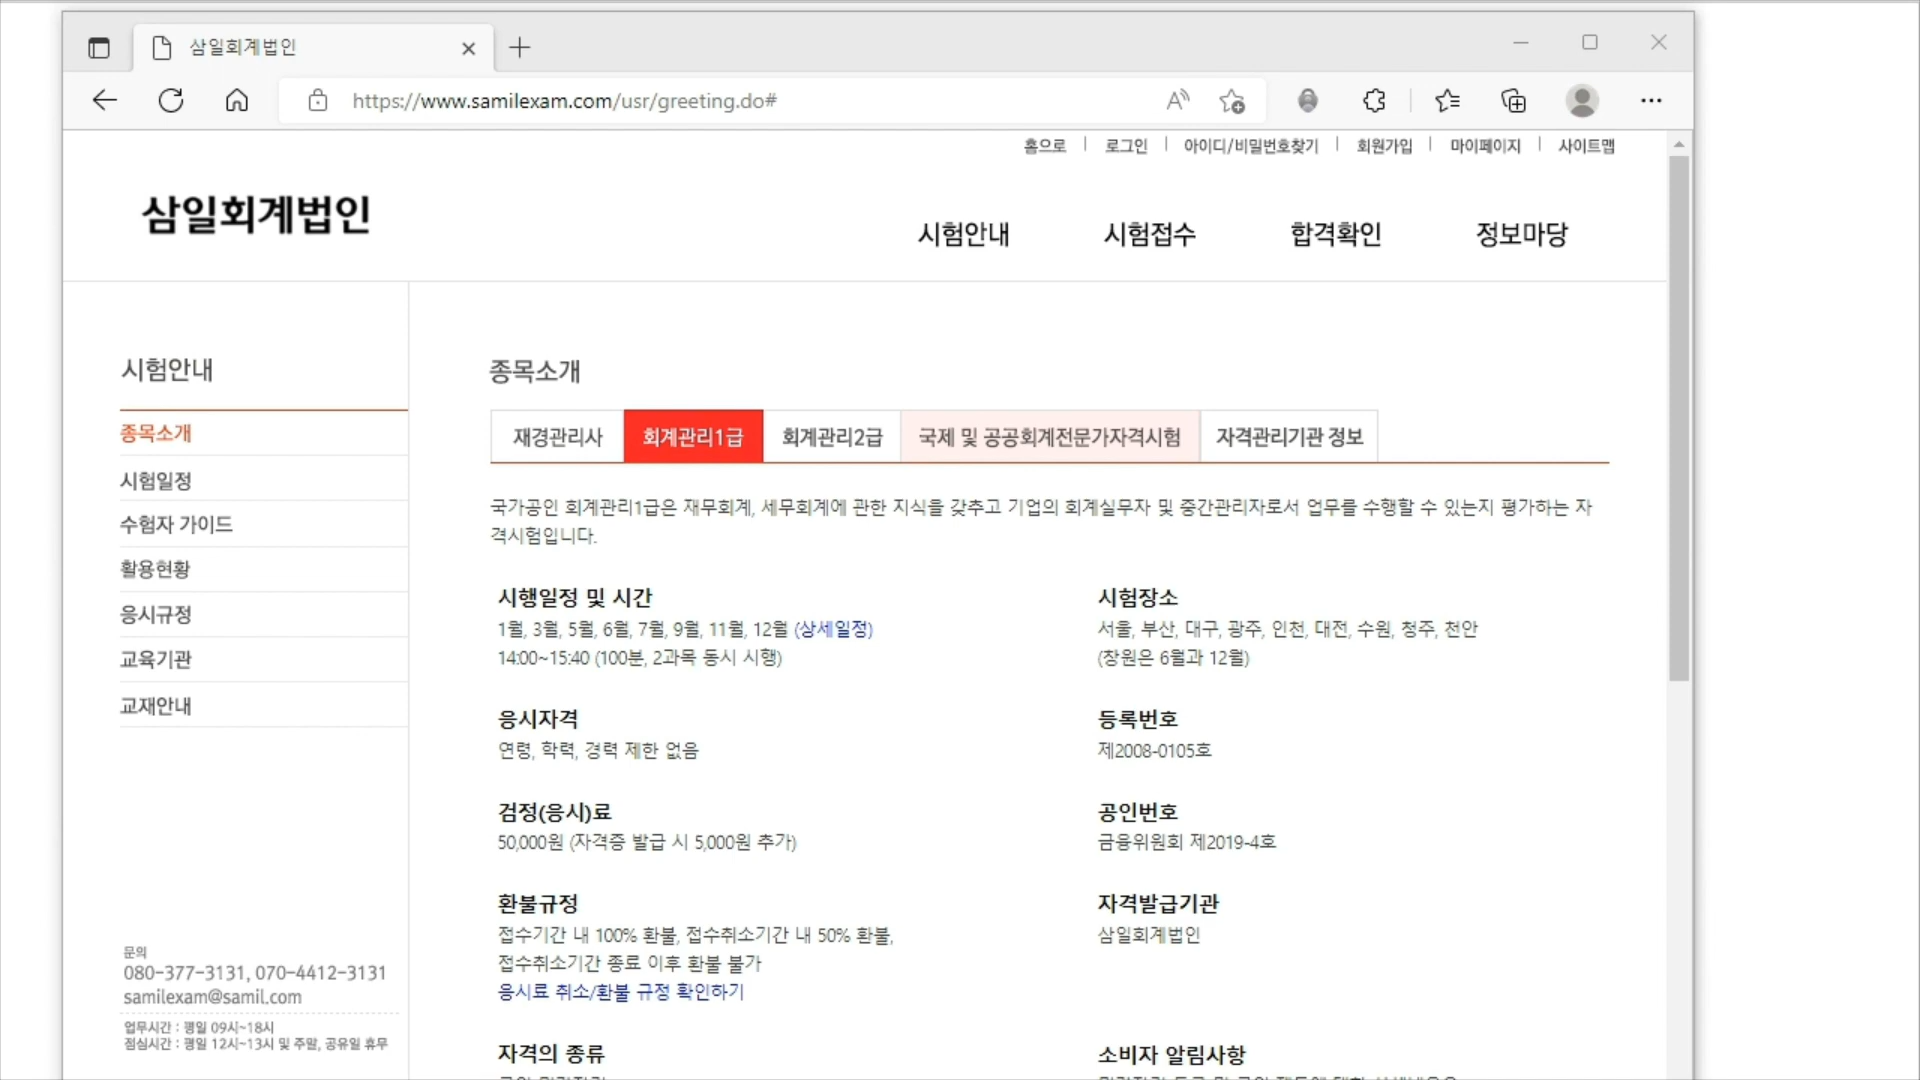 삼일회계법인
https://www.samilexam.com/usr/greeting.do#
홈으로 | 로그인 | 아이디/비밀번호찾기 | 회원가입 | 마이페이지 | 사이트맵
삼일회계법인
시험안내 시험접수 합격확인 정보마당
시험안내
종목소개
시험일정
수험자 가이드
활용현황
응시규정
교육기관
교재안내
문의
080-377-3131, 070-4412-3131
samilexam@samil.com
업무시간 : 평일 09시~18시
점심시간 : 평일 12시~13시 및 주말, 공유일 휴무
종목소개
재경관리사 회계관리1급 회계관리2급 국제 및 공공회계전문가자격시험 자격관리기관 정보
국가공인 회계관리1급은 재무회계, 세무회계에 관한 지식을 갖추고 기업의 회계실무자 및 중간관리자로서 업무를 수행할 수 있는지 평가하는 자
격시험입니다.
시행일정 및 시간
1월, 3월, 5월, 6월, 7월, 9월, 11월, 12월 (상세일정)
14:00~15:40 (100분, 2과목 동시 시행)
시험장소
서울, 부산, 대구, 광주, 인천, 대전, 수원, 청주, 천안
(창원은 6월과 12월)
응시자격
연령, 학력, 경력 제한 없음
등록번호
제2008-0105호
검정(응시)료
50,000원 (자격증 발급 시 5,000원 추가)
공인번호
금융위원회 제2019-4호
환불규정
접수기간 내 100% 환불, 접수취소기간 내 50% 환불,
접수취소기간 종료 이후 환불 불가
응시료 취소/환불 규정 확인하기
자격발급기관
삼일회계법인
자격의 종류
소비자 알림사항